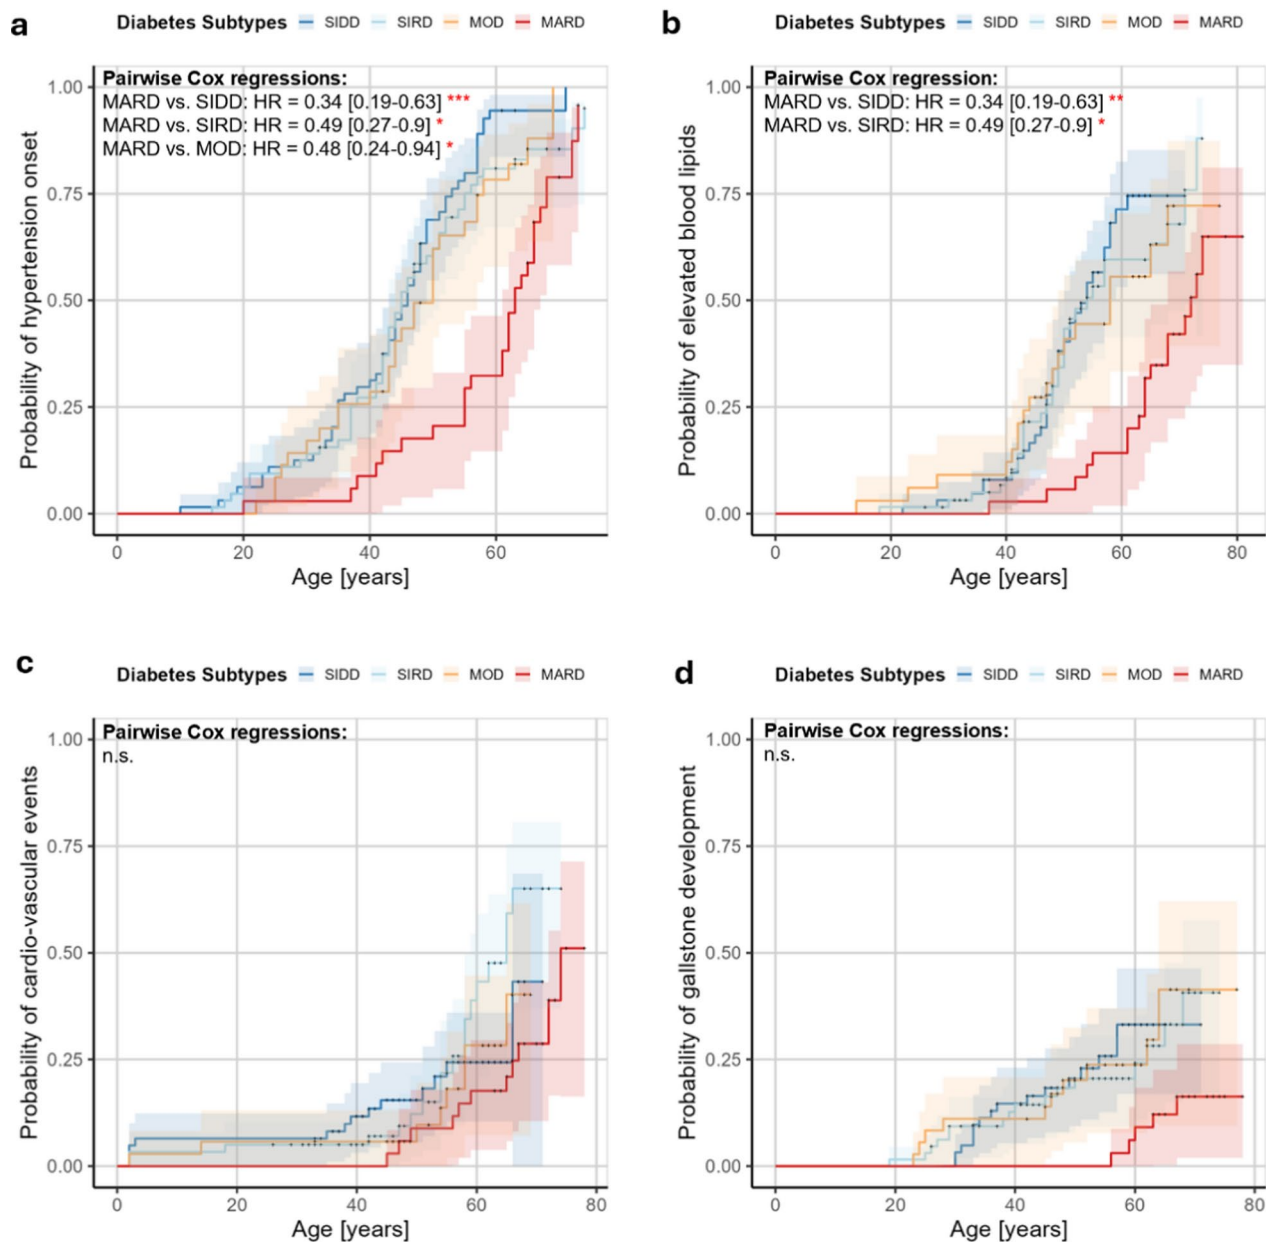 a
Diabetes Subtypes SIDD SIRD MOD MARD
Pairwise Cox regressions:
MARD vs. SIDD: HR = 0.34 [0.19-0.63] ***
MARD vs. SIRD: HR = 0.49 [0.27-0.9] *
MARD vs. MOD: HR = 0.48 [0.24-0.94] *
Probability of hypertension onset
1.00
0.75
0.50
0.25
0.00
0 20 40 60
Age [years]
b
Diabetes Subtypes SIDD SIRD MOD MARD
Pairwise Cox regression:
MARD vs. SIDD: HR = 0.34 [0.19-0.63] **
MARD vs. SIRD: HR = 0.49 [0.27-0.9] *
Probability of elevated blood lipids
1.00
0.75
0.50
0.25
0.00
0 20 40 60 80
Age [years]
c
Diabetes Subtypes SIDD SIRD MOD MARD
Pairwise Cox regressions:
n.s.
Probability of cardio-vascular events
1.00
0.75
0.50
0.25
0.00
0 20 40 60 80
Age [years]
d
Diabetes Subtypes SIDD SIRD MOD MARD
Pairwise Cox regressions:
n.s.
Probability of gallstone development
1.00
0.75
0.50
0.25
0.00
0 20 40 60 80
Age [years]